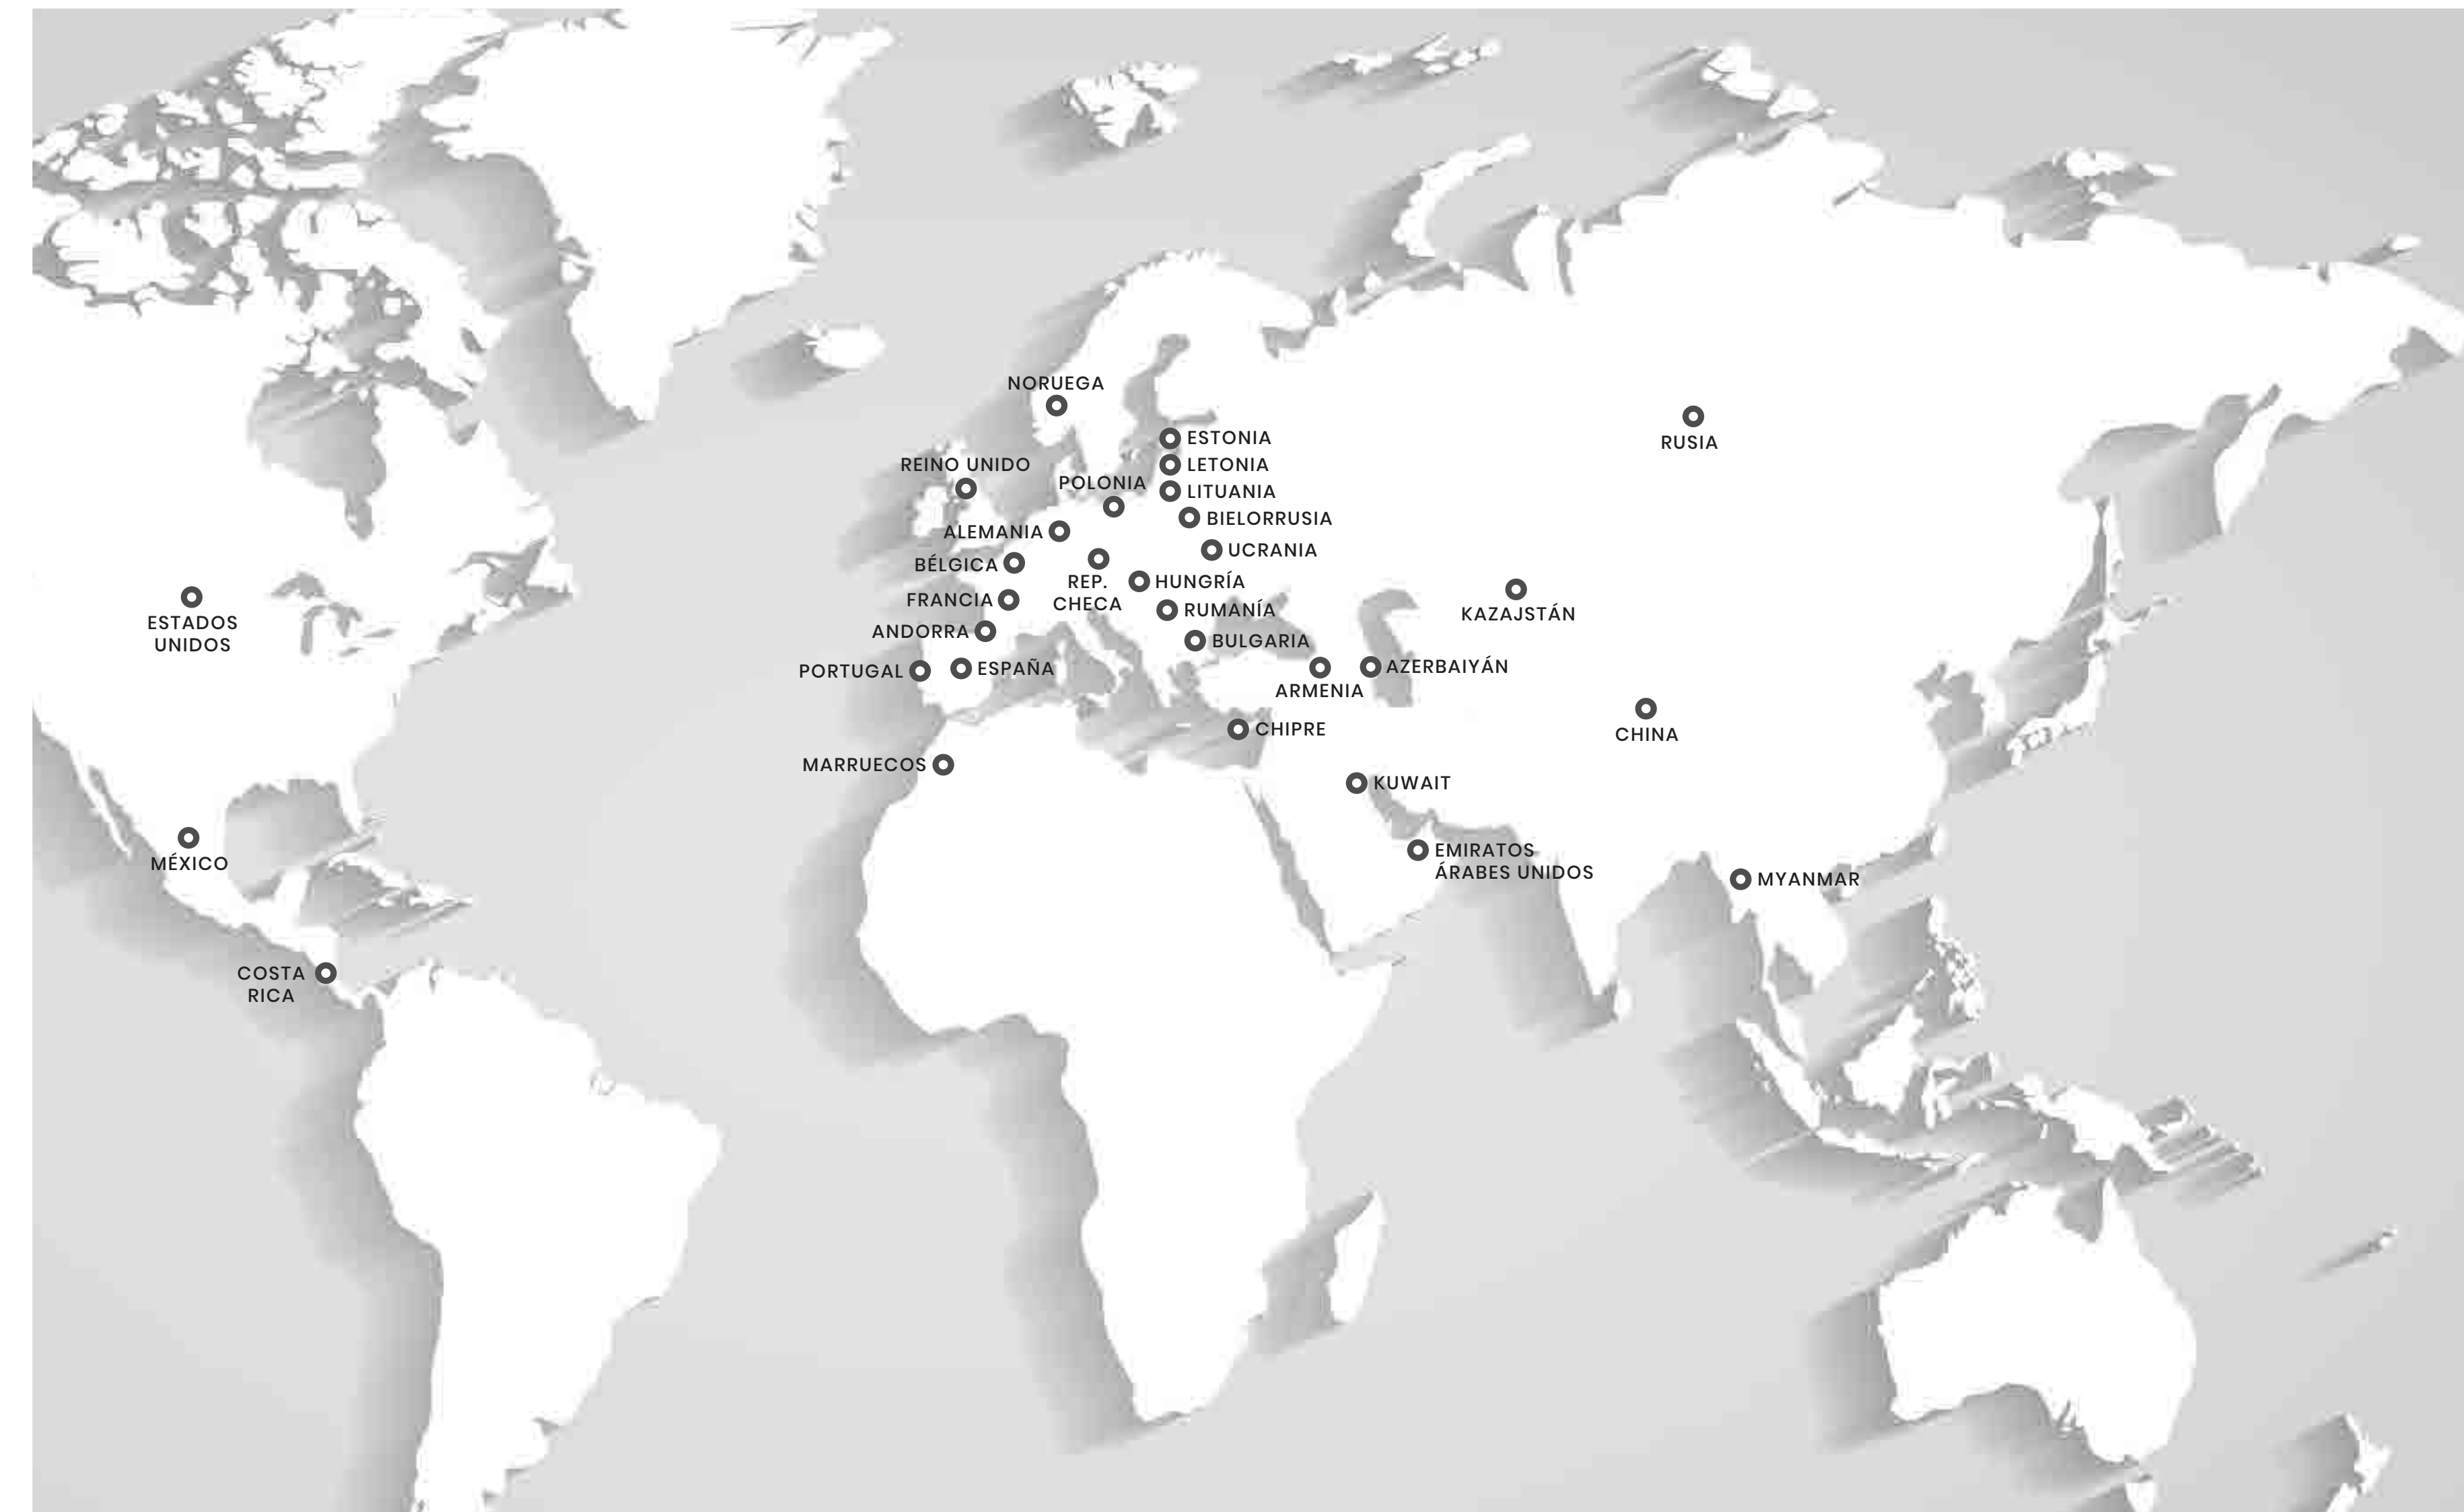 NORUEGA
ESTONIA
RUSIA
REINO UNIDO
LETONIA
POLONIA
LITUANIA
BIELORRUSIA
ALEMANIA
UCRANIA
BÉLGICA
REP.
CHECA
HUNGRÍA
FRANCIA
RUMANÍA
KAZAJSTÁN
ESTADOS
UNIDOS
ANDORRA
BULGARIA
PORTUGAL
ESPAÑA
ARMENIA
AZERBAIYÁN
CHIPRE
CHINA
MARRUECOS
KUWAIT
MÉXICO
EMIRATOS
ÁRABES UNIDOS
MYANMAR
COSTA
RICA